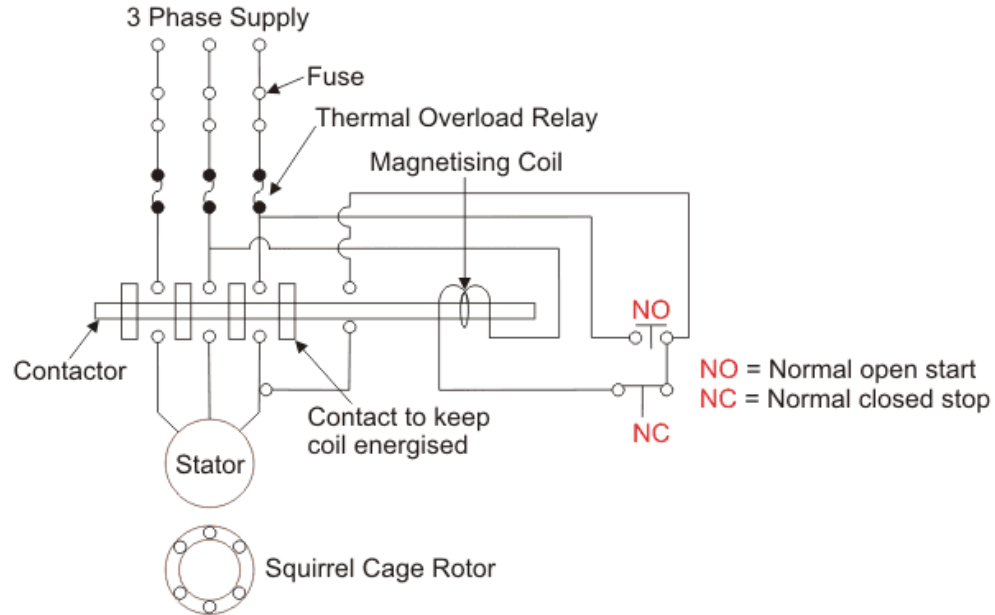 3 Phase Supply
Fuse
Thermal Overload Relay
Magnetising Coil
NO
Contactor
Contact to keep
coil energised
NO = Normal open start
NC = Normal closed stop
NC
Stator
Squirrel Cage Rotor